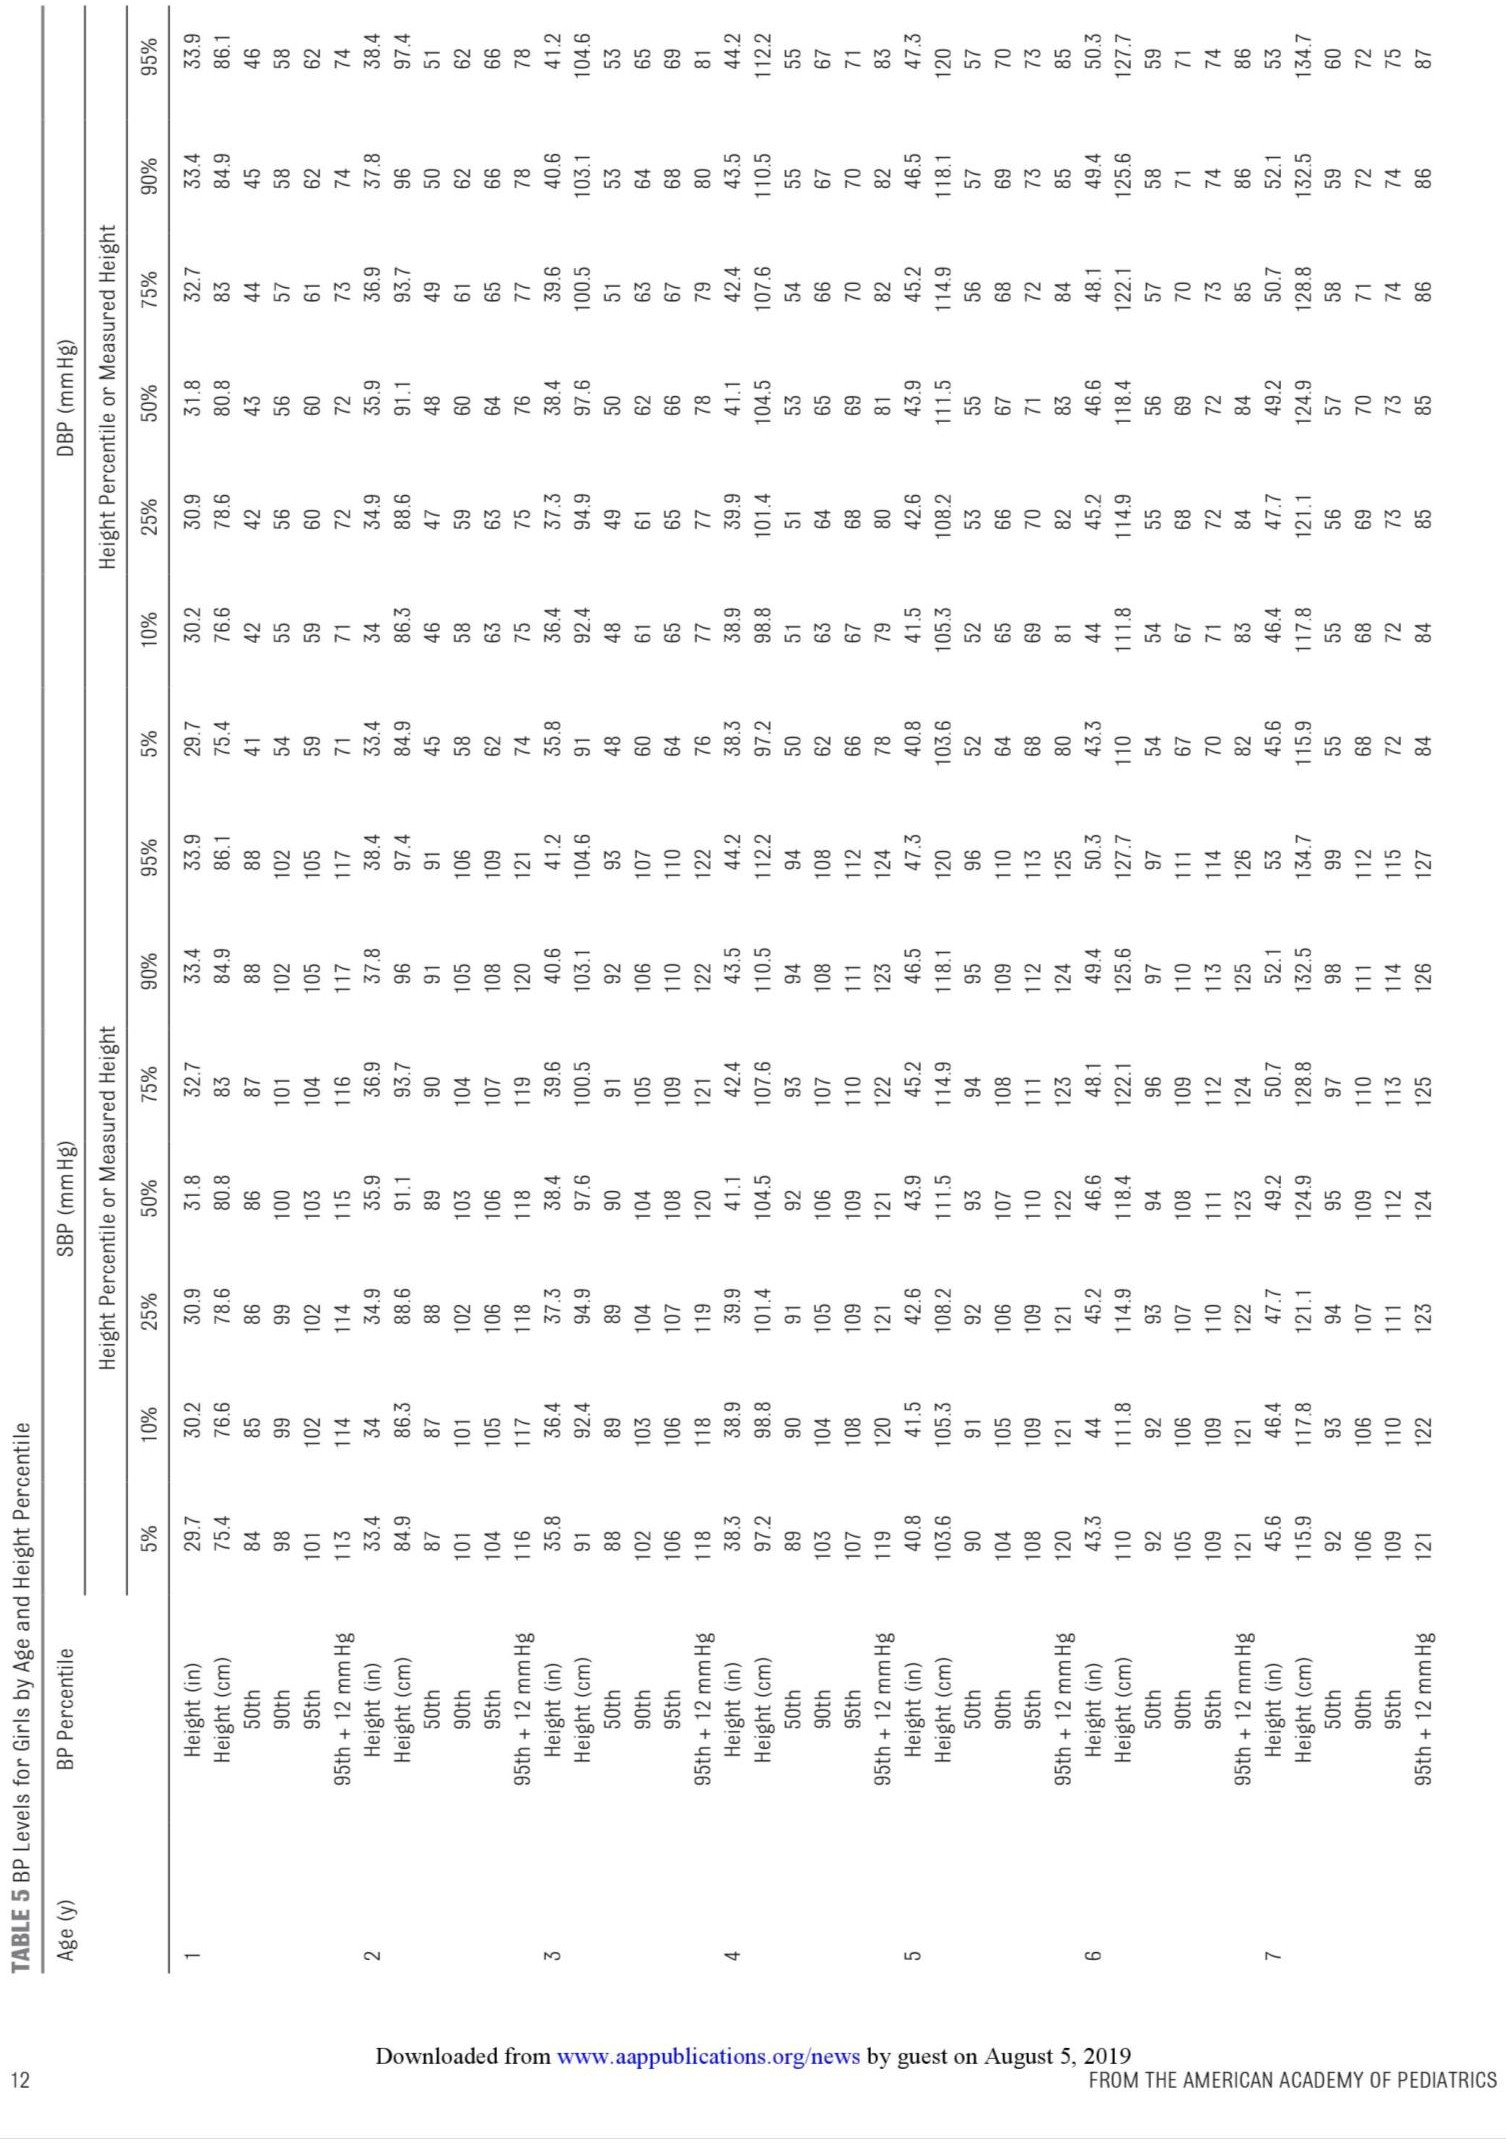 TABLE 5 BP Levels for Girls by Age and Height Percentile
Age (y) BP Percentile SBP (mm Hg) DBP (mm Hg)
Height Percentile or Measured Height Height Percentile or Measured Height
5% 10% 25% 50% 75% 90% 95% 5% 10% 25% 50% 75% 90% 95%
1 Height (in) 29.7 30.2 30.9 31.8 32.7 33.4 33.9 29.7 30.2 30.9 31.8 32.7 33.4 33.9
Height (cm) 75.4 76.6 78.6 80.8 83 84.9 86.1 75.4 76.6 78.6 80.8 83 84.9 86.1
50th 84 85 86 86 87 88 88 41 42 42 43 44 45 46
90th 98 99 99 100 101 102 102 54 55 56 56 57 58 58
95th 101 102 102 103 104 105 105 59 59 60 60 61 62 62
95th + 12 mm Hg 113 114 114 115 116 117 117 71 71 72 72 73 74 74
2 Height (in) 33.4 34 34.9 35.9 36.9 37.8 38.4 33.4 34 34.9 35.9 36.9 37.8 38.4
Height (cm) 84.9 86.3 88.6 91.1 93.7 96 97.4 84.9 86.3 88.6 91.1 93.7 96 97.4
50th 87 87 88 89 90 91 91 45 46 47 48 49 50 51
90th 101 101 102 103 104 105 106 58 58 59 60 61 62 62
95th 104 105 106 106 107 108 109 62 63 63 64 65 66 66
95th + 12 mm Hg 116 117 118 118 119 120 121 74 75 75 76 77 78 78
3 Height (in) 35.8 36.4 37.3 38.4 39.6 40.6 41.2 35.8 36.4 37.3 38.4 39.6 40.6 41.2
Height (cm) 91 92.4 94.9 97.6 100.5 103.1 104.6 91 92.4 94.9 97.6 100.5 103.1 104.6
50th 88 89 89 90 91 92 93 48 48 49 50 51 53 53
90th 102 103 104 104 105 106 107 60 61 61 62 63 64 65
95th 106 106 107 108 109 110 110 64 65 65 66 67 68 69
95th + 12 mm Hg 118 118 119 120 121 122 122 76 77 77 78 79 80 81
4 Height (in) 38.3 38.9 39.9 41.1 42.4 43.5 44.2 38.3 38.9 39.9 41.1 42.4 43.5 44.2
Height (cm) 97.2 98.8 101.4 104.5 107.6 110.5 112.2 97.2 98.8 101.4 104.5 107.6 110.5 112.2
50th 89 90 91 92 93 94 94 50 51 51 53 54 55 55
90th 103 104 105 106 107 108 108 62 63 64 65 66 67 67
95th 107 108 109 109 110 111 112 66 67 68 69 70 70 71
95th + 12 mm Hg 119 120 121 121 122 123 124 78 79 80 81 82 82 83
5 Height (in) 40.8 41.5 42.6 43.9 45.2 46.5 47.3 40.8 41.5 42.6 43.9 45.2 46.5 47.3
Height (cm) 103.6 105.3 108.2 111.5 114.9 118.1 120 103.6 105.3 108.2 111.5 114.9 118.1 120
50th 90 91 92 93 94 95 96 52 52 53 55 56 57 57
90th 104 105 106 107 108 109 110 64 65 66 67 68 69 70
95th 108 109 109 110 111 112 113 68 69 70 71 72 73 73
95th + 12 mm Hg 120 121 121 122 123 124 125 80 81 82 83 84 85 85
6 Height (in) 43.3 44 45.2 46.6 48.1 49.4 50.3 43.3 44 45.2 46.6 48.1 49.4 50.3
Height (cm) 110 111.8 114.9 118.4 122.1 125.6 127.7 110 111.8 114.9 118.4 122.1 125.6 127.7
50th 92 92 93 94 96 97 97 54 54 55 56 57 58 59
90th 105 106 107 108 109 110 111 67 67 68 69 70 71 71
95th 109 109 110 111 112 113 114 70 71 72 72 73 74 74
95th + 12 mm Hg 121 121 122 123 124 125 126 82 83 84 84 85 86 86
7 Height (in) 45.6 46.4 47.7 49.2 50.7 52.1 53 45.6 46.4 47.7 49.2 50.7 52.1 53
Height (cm) 115.9 117.8 121.1 124.9 128.8 132.5 134.7 115.9 117.8 121.1 124.9 128.8 132.5 134.7
50th 92 93 94 95 97 98 99 55 55 56 57 58 59 60
90th 106 106 107 109 110 111 112 68 68 69 70 71 72 72
95th 109 110 111 112 113 114 115 72 72 73 73 74 74 75
95th + 12 mm Hg 121 122 123 124 125 126 127 84 84 85 85 86 86 87
Downloaded from www.aappublications.org/news by guest on August 5, 2019
12 FROM THE AMERICAN ACADEMY OF PEDIATRICS